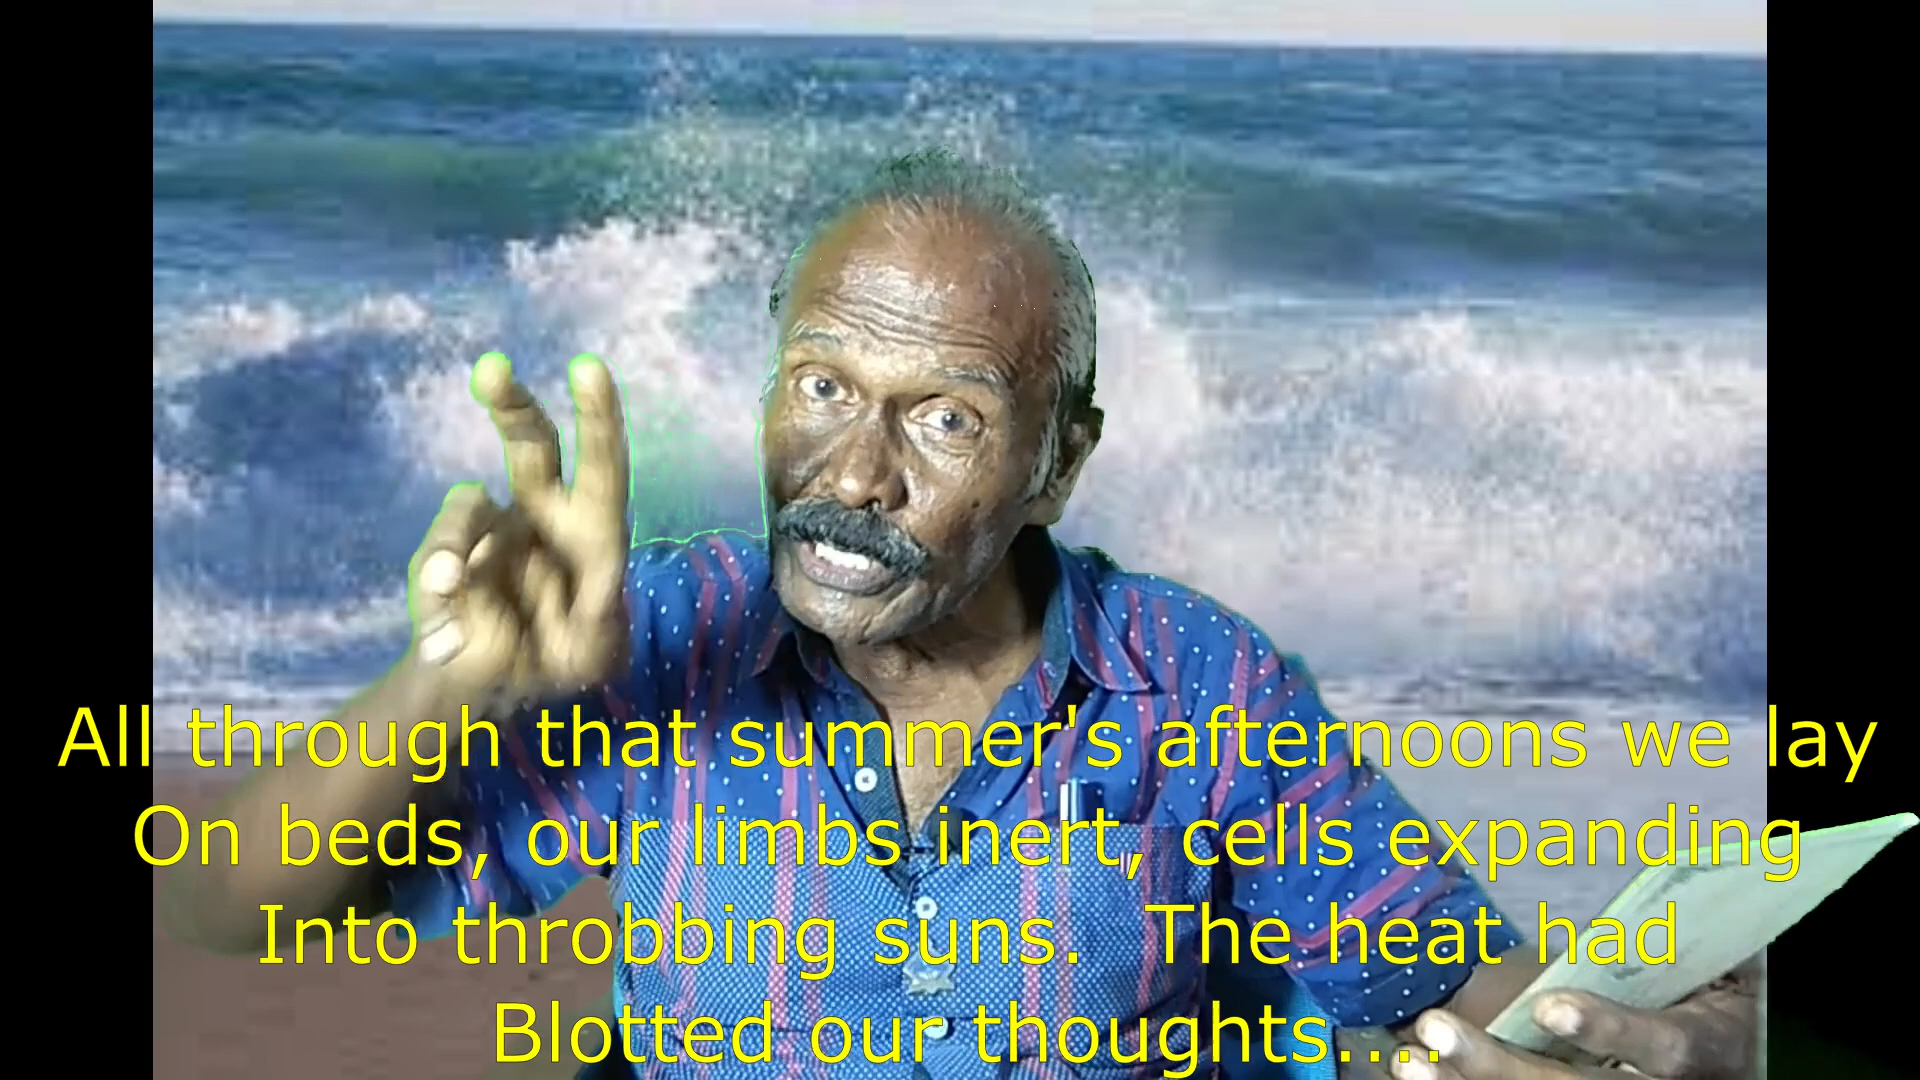 All through that summer's afternoons we lay
On beds, our limbs inert, cells expanding
Into throbbing suns.  The heat had
Blotted our thoughts....